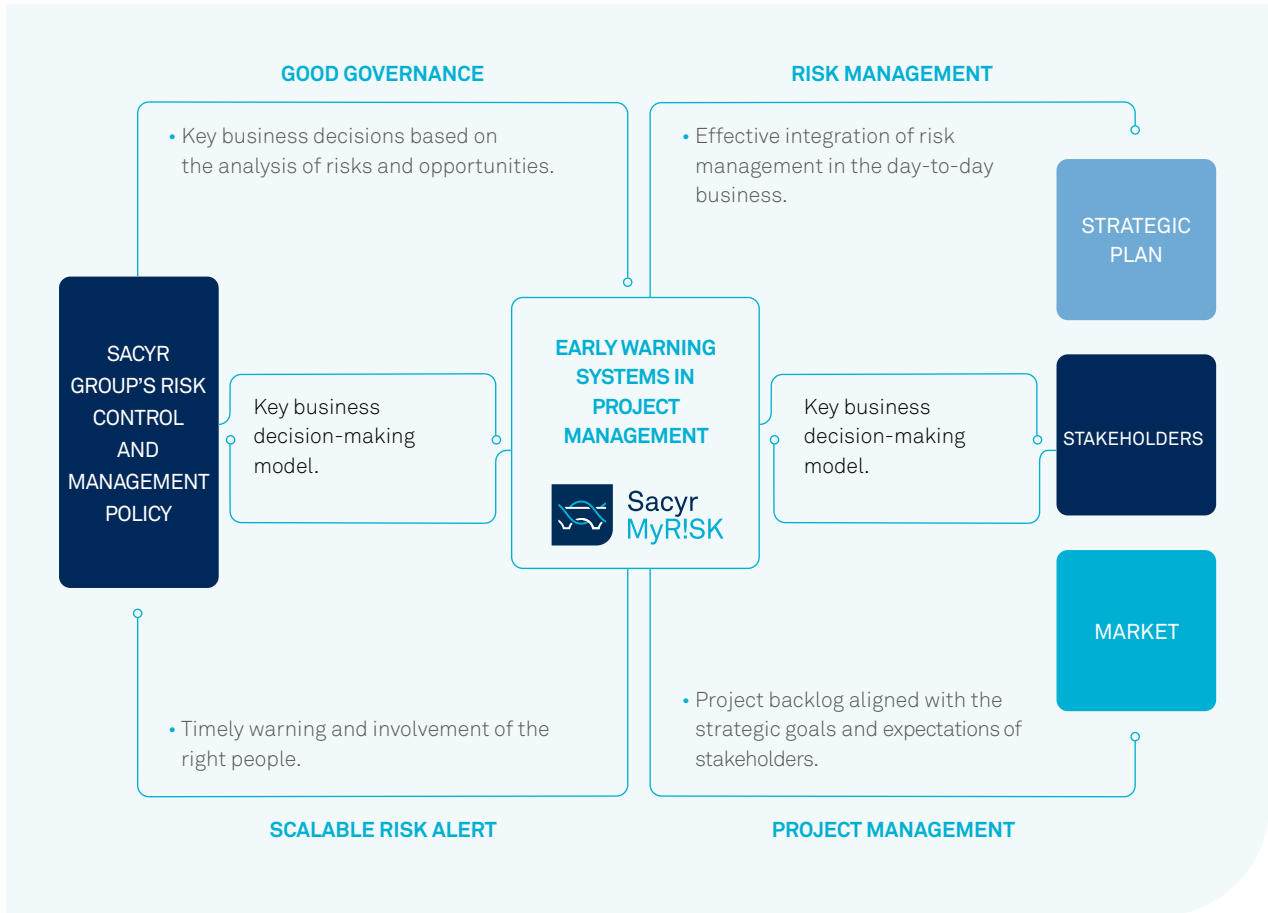 GOOD GOVERNANCE
RISK MANAGEMENT
• Key business decisions based on
the analysis of risks and opportunities.
• Effective integration of risk
management in the day-to-day
business.
STRATEGIC
PLAN
SACYR
GROUP’S RISK
CONTROL
AND
MANAGEMENT
POLICY
Key business
decision-making
model.
EARLY WARNING
SYSTEMS IN
PROJECT
MANAGEMENT
Sacyr
MyR!SK
Key business
decision-making
model.
STAKEHOLDERS
MARKET
• Timely warning and involvement of the
right people.
• Project backlog aligned with the
strategic goals and expectations of
stakeholders.
SCALABLE RISK ALERT
PROJECT MANAGEMENT